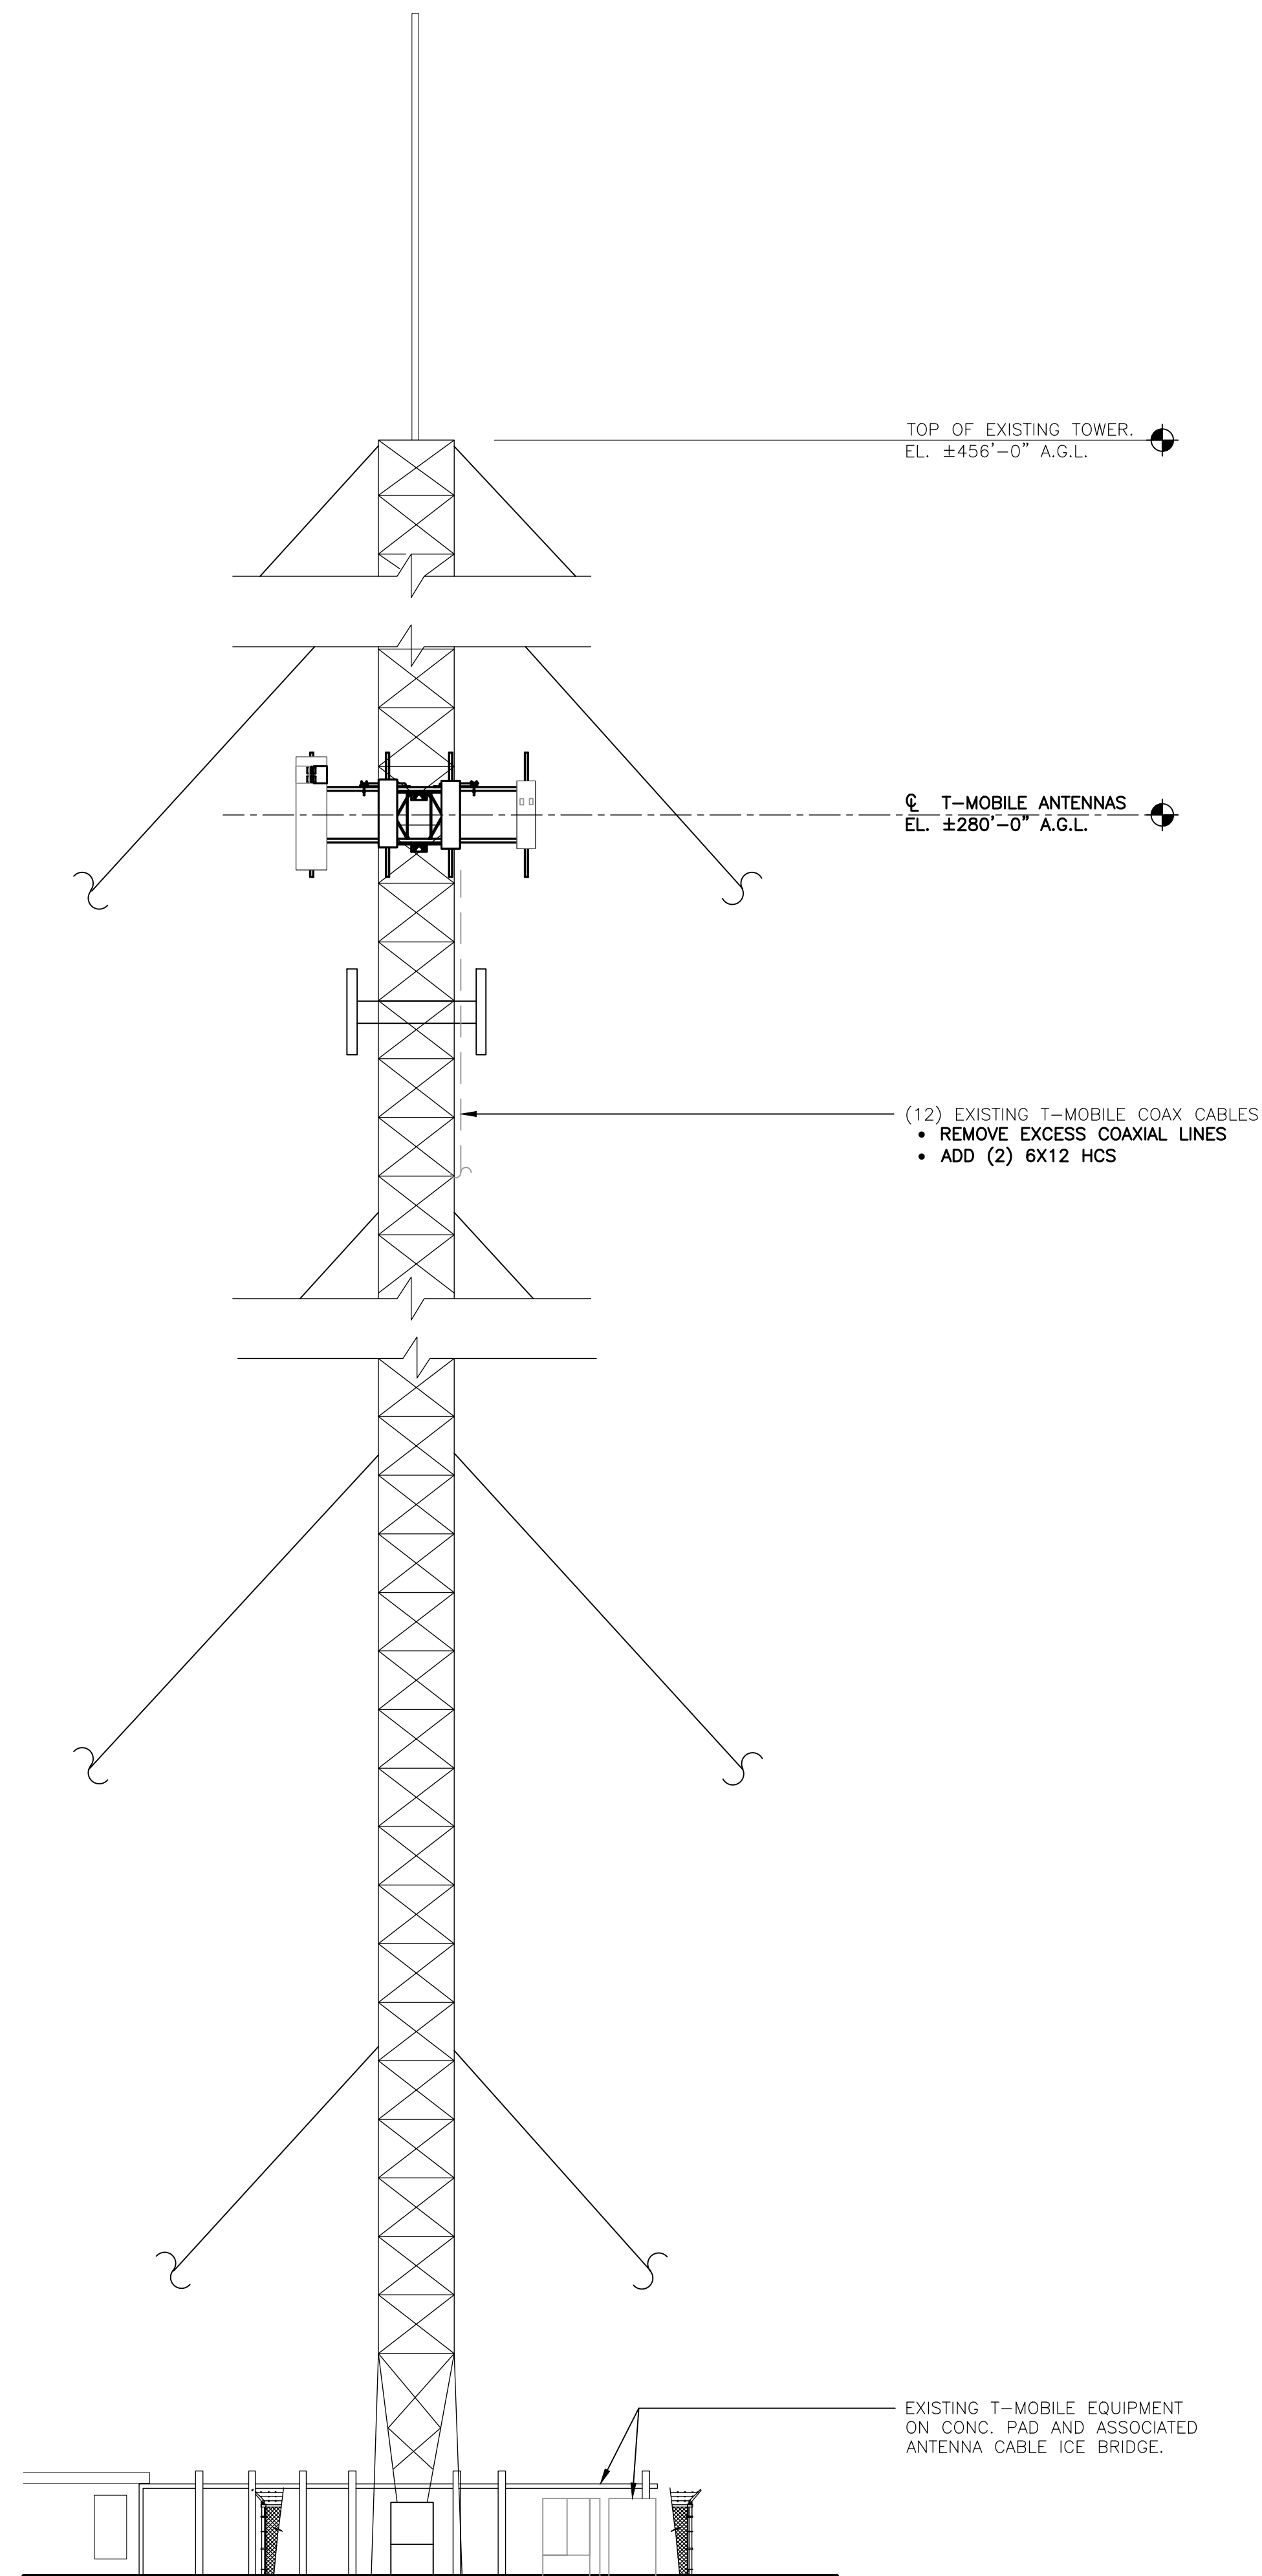 TOP OF EXISTING TOWER.
EL. ±456'-0" A.G.L.
℄ T-MOBILE ANTENNAS
EL. ±280'-0" A.G.L.
(12) EXISTING T-MOBILE COAX CABLES
• REMOVE EXCESS COAXIAL LINES
• ADD (2) 6X12 HCS
EXISTING T-MOBILE EQUIPMENT
ON CONC. PAD AND ASSOCIATED
ANTENNA CABLE ICE BRIDGE.